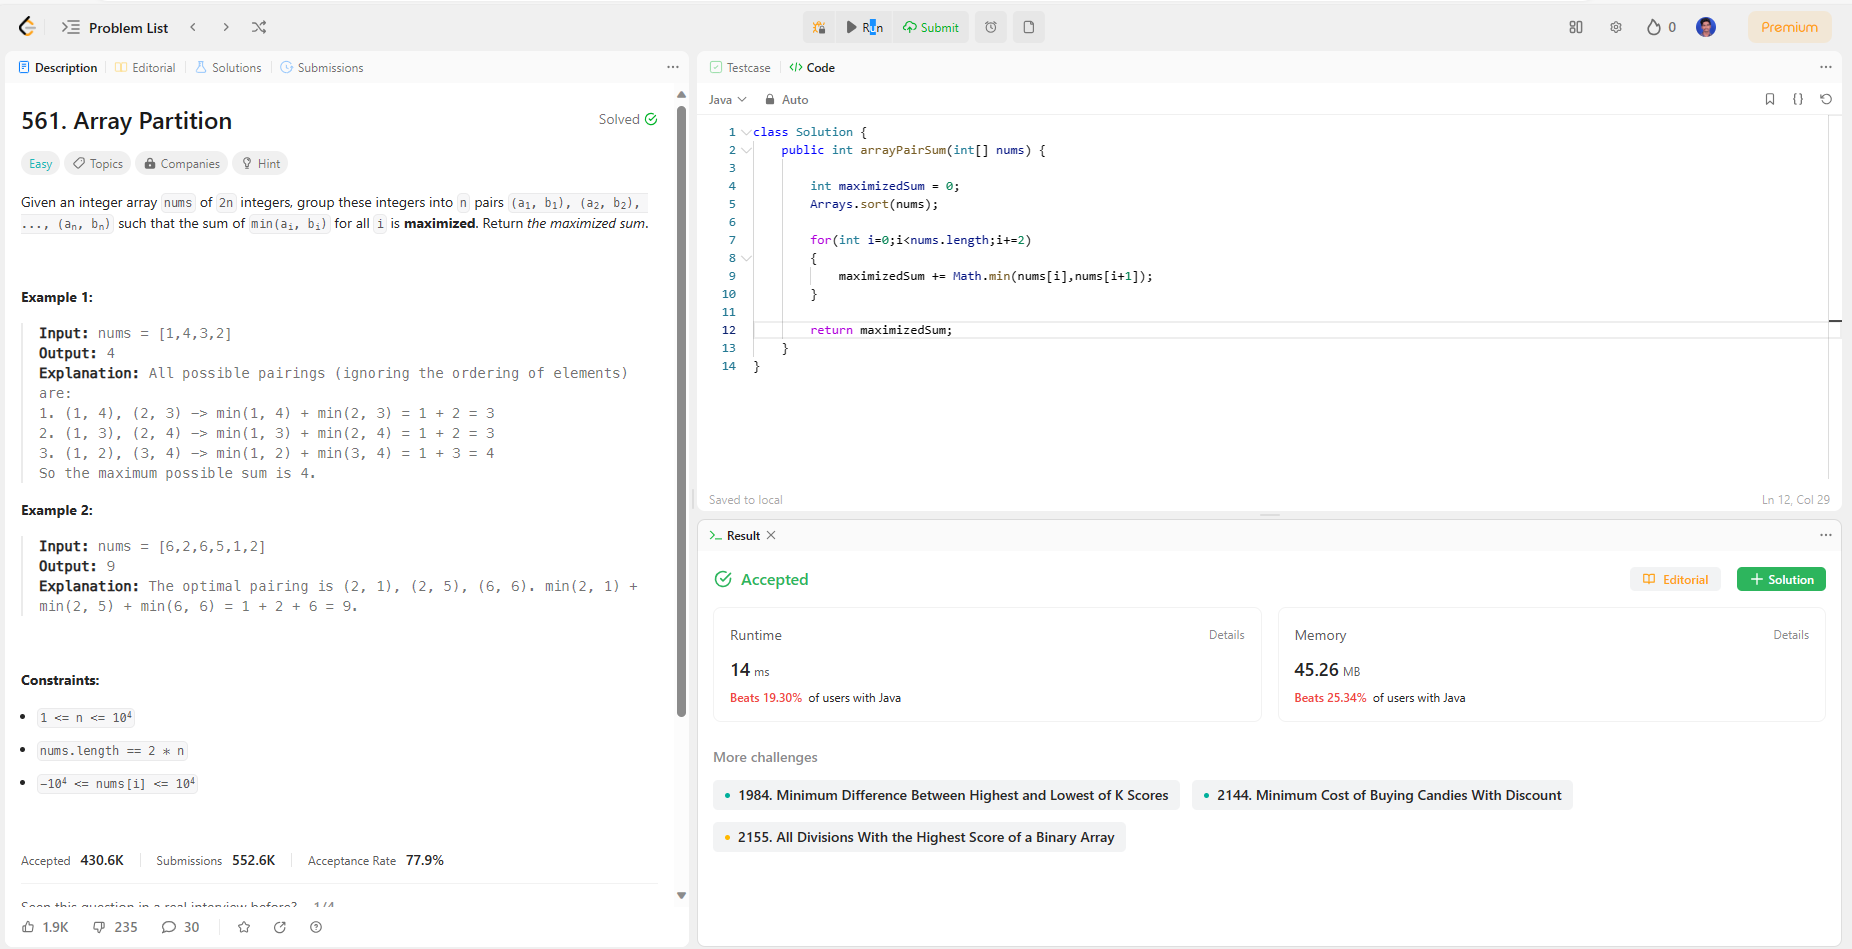 Problem List
Run
Submit
0
Premium
Description
Editorial
Solutions
Submissions
561. Array Partition
Solved
Easy
Topics
Companies
Hint
Given an integer array nums of 2n integers, group these integers into n pairs (a1, b1), (a2, b2),
..., (an, bn) such that the sum of min(ai, bi) for all i is maximized. Return the maximized sum.
Example 1:
Input: nums = [1,4,3,2]
Output: 4
Explanation: All possible pairings (ignoring the ordering of elements)
are:
1. (1, 4), (2, 3) -> min(1, 4) + min(2, 3) = 1 + 2 = 3
2. (1, 3), (2, 4) -> min(1, 3) + min(2, 4) = 1 + 2 = 3
3. (1, 2), (3, 4) -> min(1, 2) + min(3, 4) = 1 + 3 = 4
So the maximum possible sum is 4.
Example 2:
Input: nums = [6,2,6,5,1,2]
Output: 9
Explanation: The optimal pairing is (2, 1), (2, 5), (6, 6). min(2, 1) +
min(2, 5) + min(6, 6) = 1 + 2 + 6 = 9.
Constraints:
1 <= n <= 10⁴
nums.length == 2 * n
-10⁴ <= nums[i] <= 10⁴
Accepted 430.6K
Submissions 552.6K
Acceptance Rate 77.9%
Seen this question in a real interview before? 1/4
1.9K
235
30
Testcase
</> Code
Java
Auto
1 class Solution {
2 public int arrayPairSum(int[] nums) {
3
4 int maximizedSum = 0;
5 Arrays.sort(nums);
6
7 for(int i=0;i<nums.length;i+=2)
8 {
9 maximizedSum += Math.min(nums[i],nums[i+1]);
10 }
11
12 return maximizedSum;
13 }
14 }
Saved to local
Ln 12, Col 29
>_ Result
Accepted
Editorial
+ Solution
Runtime
Details
14 ms
Beats 19.30% of users with Java
Memory
Details
45.26 MB
Beats 25.34% of users with Java
More challenges
1984. Minimum Difference Between Highest and Lowest of K Scores
2144. Minimum Cost of Buying Candies With Discount
2155. All Divisions With the Highest Score of a Binary Array